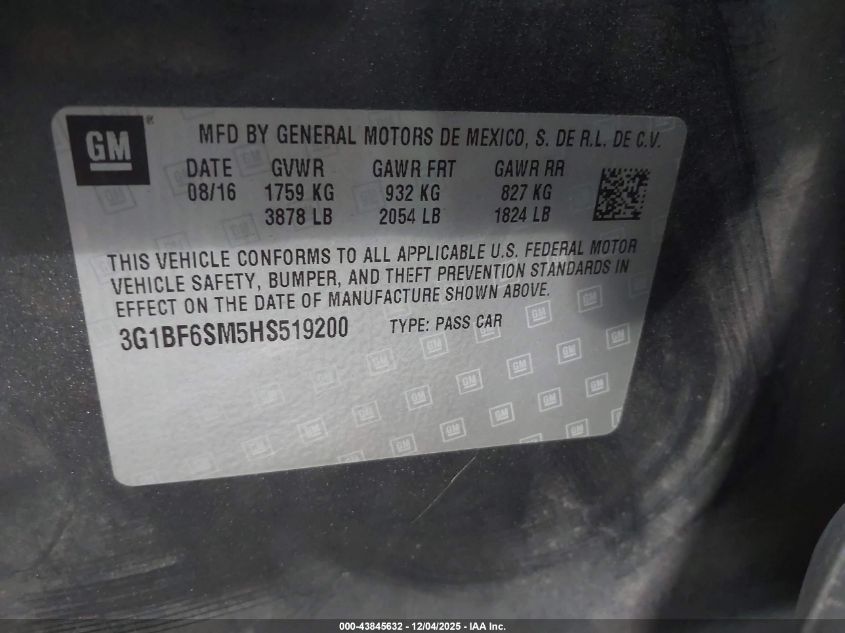 GM
MFD BY GENERAL MOTORS DE MEXICO, S. DE R.L. DE C.V.
DATE GVWR GAWR FRT GAWR RR
08/16 1759 KG 932 KG 827 KG
3878 LB 2054 LB 1824 LB
THIS VEHICLE CONFORMS TO ALL APPLICABLE U.S. FEDERAL MOTOR
VEHICLE SAFETY, BUMPER, AND THEFT PREVENTION STANDARDS IN
EFFECT ON THE DATE OF MANUFACTURE SHOWN ABOVE.
3G1BF6SM5HS519200 TYPE: PASS CAR
000-43845632 - 12/04/2025 - IAA Inc.